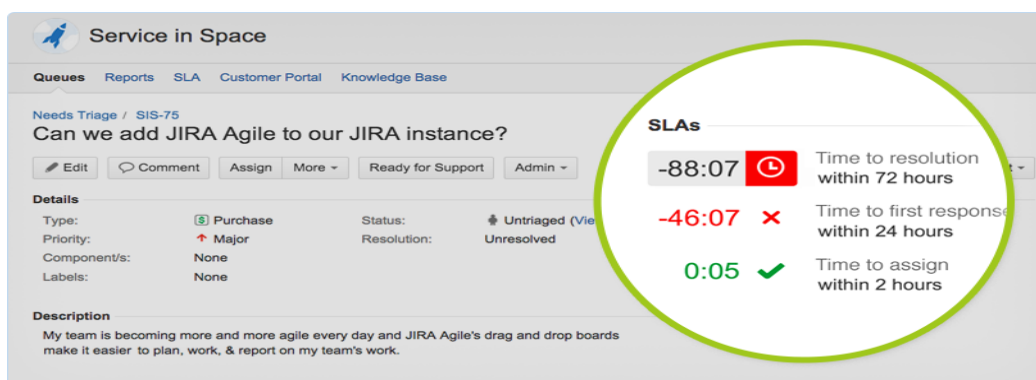 Service in Space
Queues Reports SLA Customer Portal Knowledge Base
Needs Triage / SIS-75
Can we add JIRA Agile to our JIRA instance?
Edit Comment Assign More Ready for Support Admin
Details
Type: Purchase Status: Untriaged (Vie
Priority: Major Resolution: Unresolved
Component/s: None
Labels: None
Description
My team is becoming more and more agile every day and JIRA Agile's drag and drop boards
make it easier to plan, work, & report on my team's work.
SLAs
-88:07 Time to resolution
within 72 hours
-46:07 Time to first response
within 24 hours
0:05 Time to assign
within 2 hours